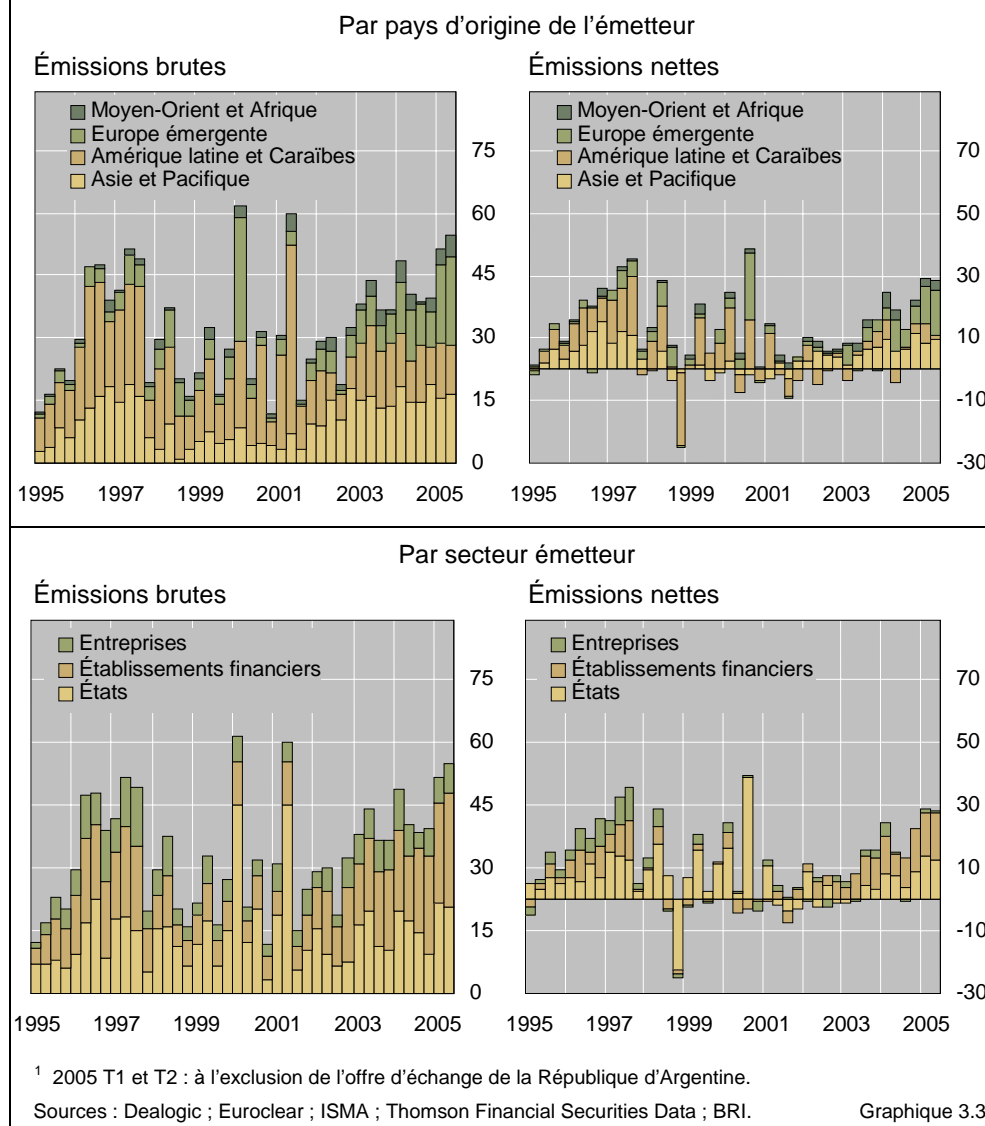 Par pays d'origine de l'émetteur
Émissions brutes
Moyen-Orient et Afrique
Europe émergente
Amérique latine et Caraïbes
Asie et Pacifique
75
60
45
30
15
0
1995 1997 1999 2001 2003 2005
Émissions nettes
Moyen-Orient et Afrique
Europe émergente
Amérique latine et Caraïbes
Asie et Pacifique
70
50
30
10
-10
-30
1995 1997 1999 2001 2003 2005
Par secteur émetteur
Émissions brutes
Entreprises
Établissements financiers
États
75
60
45
30
15
0
1995 1997 1999 2001 2003 2005
Émissions nettes
Entreprises
Établissements financiers
États
70
50
30
10
-10
-30
1995 1997 1999 2001 2003 2005
1 2005 T1 et T2 : à l'exclusion de l'offre d'échange de la République d'Argentine.
Sources : Dealogic ; Euroclear ; ISMA ; Thomson Financial Securities Data ; BRI. Graphique 3.3